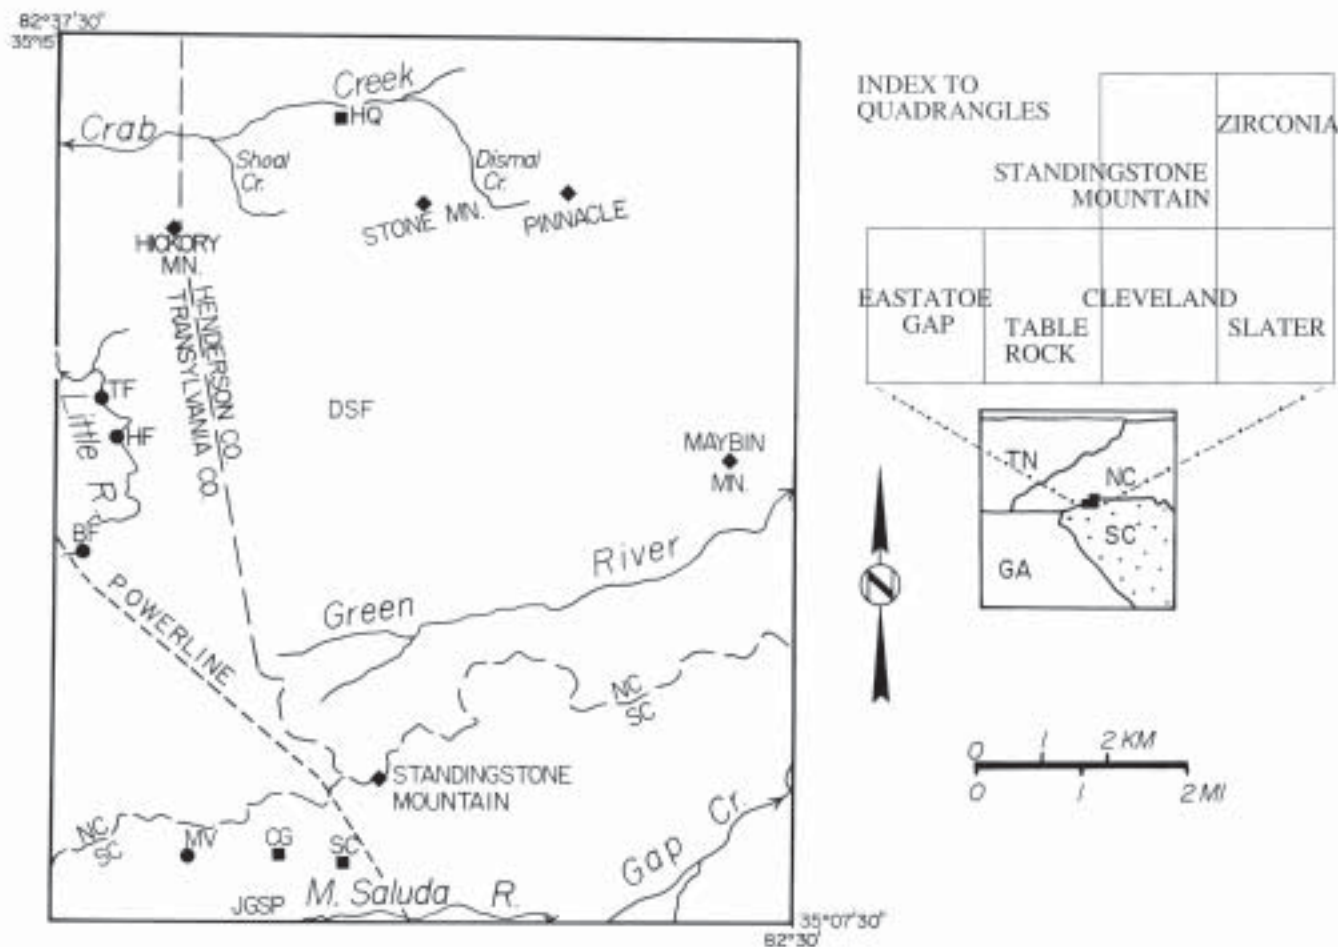 82°37'30"
35°15'
Creek
HQ
Crab
Shoal
Cr.
Dismal
Cr.
STONE MN.
PINNACLE
HICKORY
MN.
HENDERSON CO.
TRANSYLVANIA CO.
TF
Little R.
HF
BF
DSF
MAYBIN
MN.
River
Green
POWERLINE
NC
SC
STANDINGSTONE
MOUNTAIN
NC
SC
MV
CG
SC
Gap Cr.
JGSP
M. Saluda R.
35°07'30"
82°30'
INDEX TO
QUADRANGLES
ZIRCONIA
STANDINGSTONE
MOUNTAIN
EASTATOE
GAP
TABLE
ROCK
CLEVELAND
SLATER
TN
NC
SC
GA
N
0 1 2 KM
0 1 2 MI